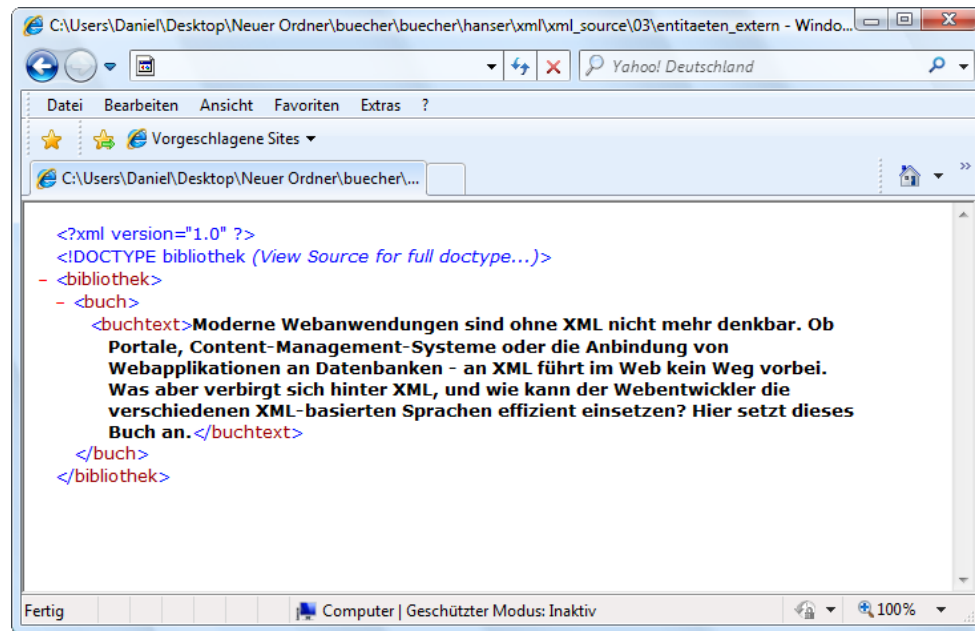 C:\Users\Daniel\Desktop\Neuer Ordner\buecher\buecher\hanser\xml\xml_source\03\entitaeten_extern - Windo...
Yahoo! Deutschland
Datei Bearbeiten Ansicht Favoriten Extras ?
Vorgeschlagene Sites
C:\Users\Daniel\Desktop\Neuer Ordner\buecher\...
<?xml version="1.0" ?>
<!DOCTYPE bibliothek (View Source for full doctype...)>
- <bibliothek>
- <buch>
<buchtext>Moderne Webanwendungen sind ohne XML nicht mehr denkbar. Ob
Portale, Content-Management-Systeme oder die Anbindung von
Webapplikationen an Datenbanken - an XML führt im Web kein Weg vorbei.
Was aber verbirgt sich hinter XML, und wie kann der Webentwickler die
verschiedenen XML-basierten Sprachen effizient einsetzen? Hier setzt dieses
Buch an.</buchtext>
</buch>
</bibliothek>
Fertig
Computer | Geschützter Modus: Inaktiv
100%